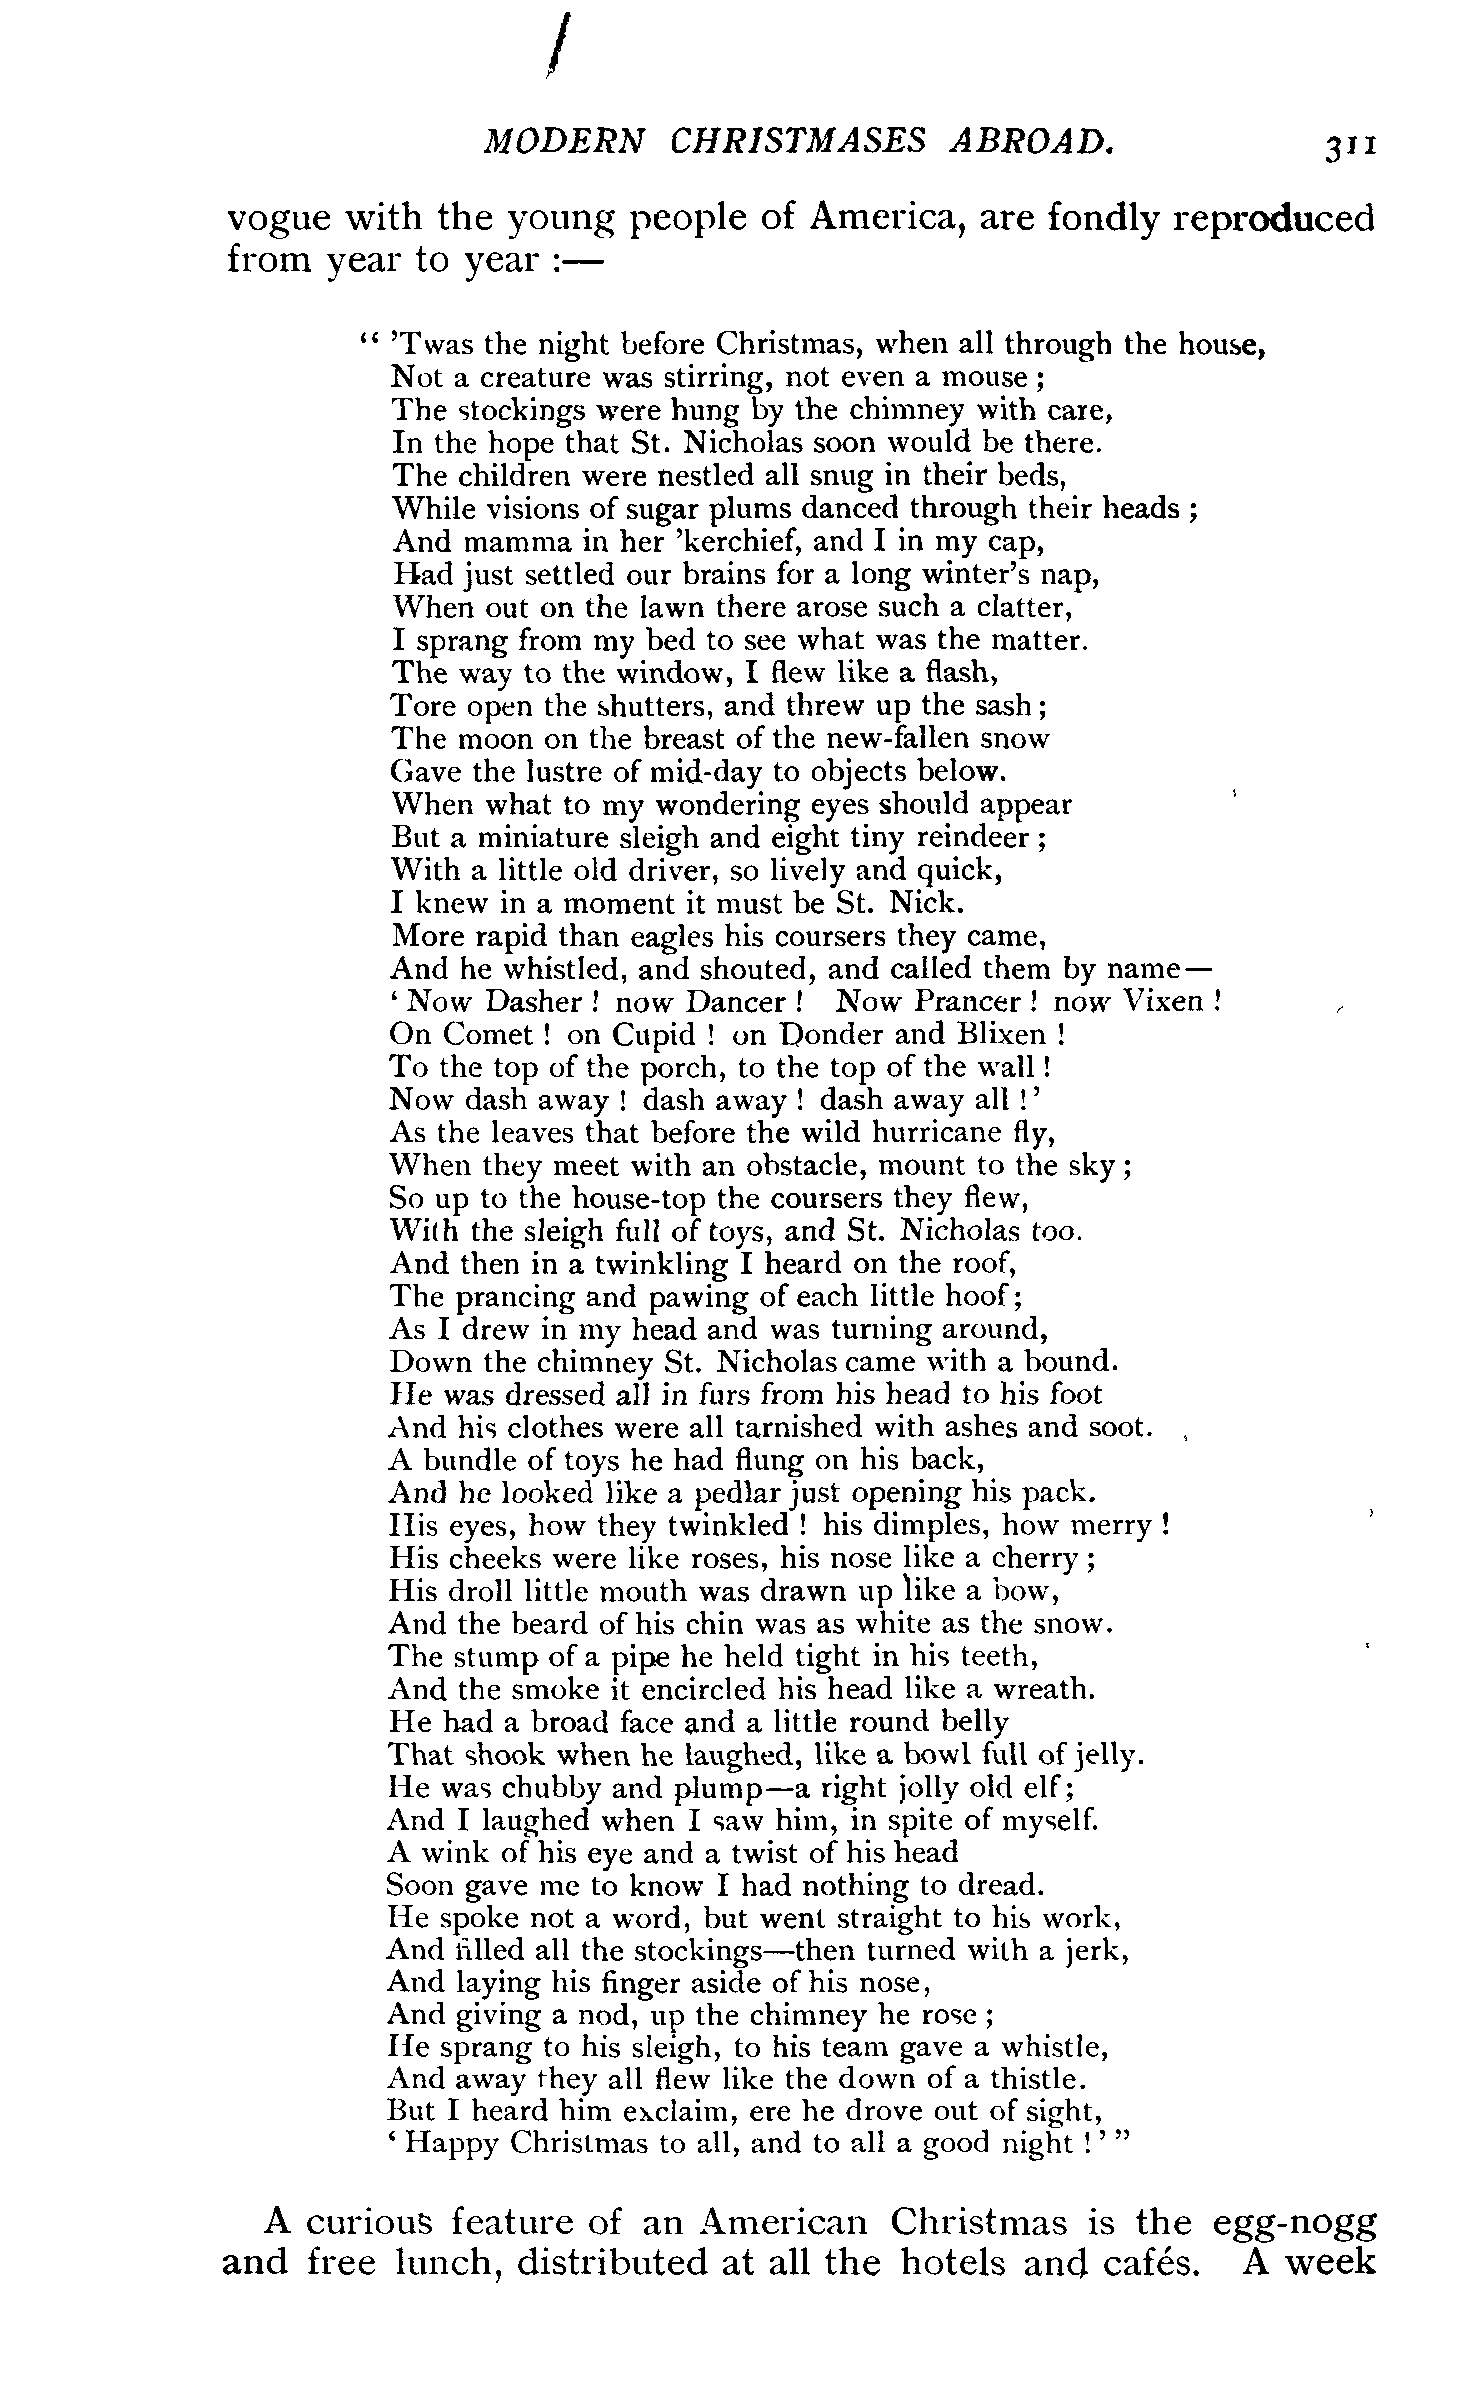 MODERN CHRISTMASES ABROAD. 311
vogue with the young people of America, are fondly reproduced
from year to year :—
“ ’Twas the night before Christmas, when all through the house,
Not a creature was stirring, not even a mouse ;
The stockings were hung by the chimney with care,
In the hope that St. Nicholas soon would be there.
The children were nestled all snug in their beds,
While visions of sugar plums danced through their heads ;
And mamma in her ’kerchief, and I in my cap,
Had just settled our brains for a long winter’s nap,
When out on the lawn there arose such a clatter,
I sprang from my bed to see what was the matter.
The way to the window, I flew like a flash,
Tore open the shutters, and threw up the sash ;
The moon on the breast of the new-fallen snow
Gave the lustre of mid-day to objects below.
When what to my wondering eyes should appear
But a miniature sleigh and eight tiny reindeer ;
With a little old driver, so lively and quick,
I knew in a moment it must be St. Nick.
More rapid than eagles his coursers they came,
And he whistled, and shouted, and called them by name—
‘ Now Dasher ! now Dancer ! Now Prancer ! now Vixen !
On Comet ! on Cupid ! on Donder and Blixen !
To the top of the porch, to the top of the wall !
Now dash away ! dash away ! dash away all ! ’
As the leaves that before the wild hurricane fly,
When they meet with an obstacle, mount to the sky ;
So up to the house-top the coursers they flew,
With the sleigh full of toys, and St. Nicholas too.
And then in a twinkling I heard on the roof,
The prancing and pawing of each little hoof ;
As I drew in my head and was turning around,
Down the chimney St. Nicholas came with a bound.
He was dressed all in furs from his head to his foot
And his clothes were all tarnished with ashes and soot.
A bundle of toys he had flung on his back,
And he looked like a pedlar just opening his pack.
His eyes, how they twinkled ! his dimples, how merry !
His cheeks were like roses, his nose like a cherry ;
His droll little mouth was drawn up like a bow,
And the beard of his chin was as white as the snow.
The stump of a pipe he held tight in his teeth,
And the smoke it encircled his head like a wreath.
He had a broad face and a little round belly
That shook when he laughed, like a bowl full of jelly.
He was chubby and plump—a right jolly old elf ;
And I laughed when I saw him, in spite of myself.
A wink of his eye and a twist of his head
Soon gave me to know I had nothing to dread.
He spoke not a word, but went straight to his work,
And filled all the stockings—then turned with a jerk,
And laying his finger aside of his nose,
And giving a nod, up the chimney he rose ;
He sprang to his sleigh, to his team gave a whistle,
And away they all flew like the down of a thistle.
But I heard him exclaim, ere he drove out of sight,
‘ Happy Christmas to all, and to all a good night ! ’ ”
A curious feature of an American Christmas is the egg-nogg
and free lunch, distributed at all the hotels and cafés. A week